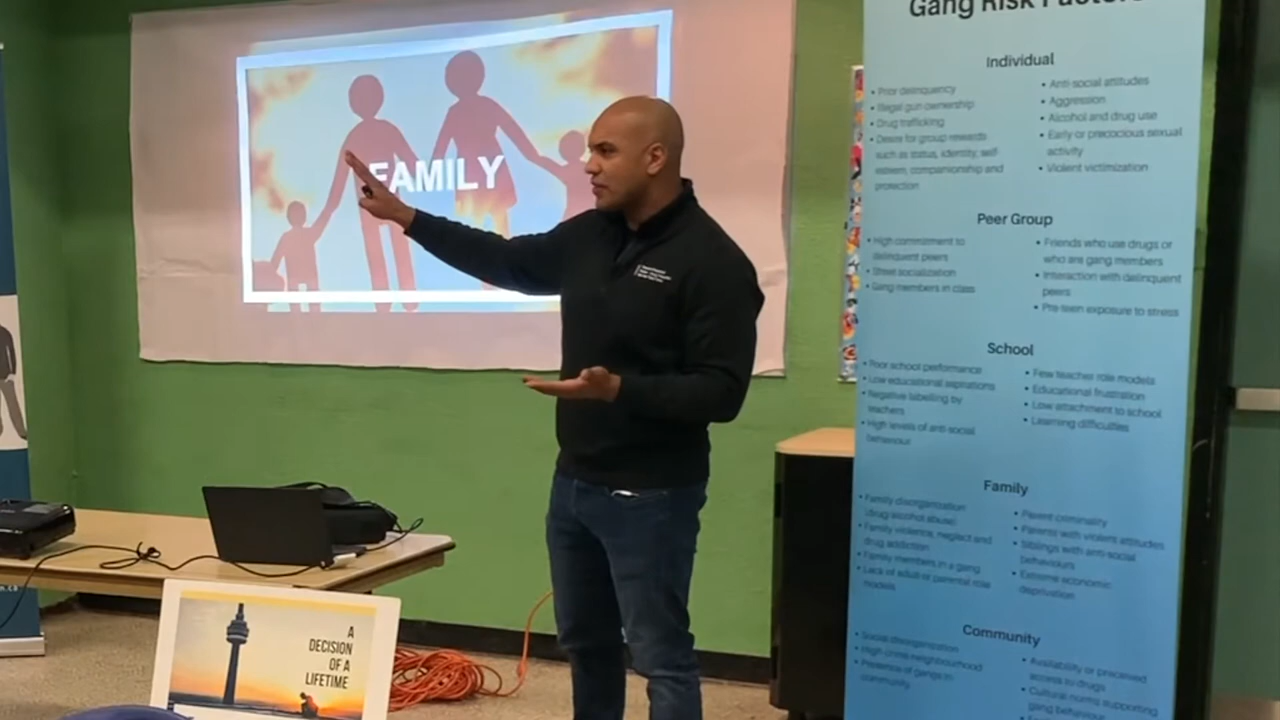 FAMILY
A
DECISION
OF A
LIFETIME
Gang Risk Factors
Individual
• Prior delinquency
• Illegal gun ownership
• Drug trafficking
• Desire for group rewards
such as status, identity, self
esteem, companionship and
protection
• Anti-social attitudes
• Aggression
• Alcohol and drug use
• Early or precocious sexual
activity
• Violent victimization
Peer Group
• High commitment to
delinquent peers
• Street socialization
• Gang members in class
• Friends who use drugs or
who are gang members
• Interaction with delinquent
peers
• Pre-teen exposure to stress
School
• Poor school performance
• Low educational aspirations
• Negative labelling by
teachers
• High levels of anti-social
behaviour
• Few teacher role models
• Educational frustration
• Low attachment to school
• Learning difficulties
Family
• Family disorganization
(drug/alcohol abuse)
• Family violence, neglect and
drug addiction
• Family members in a gang
• Lack of adult or parental role
models
• Parent criminality
• Parents with violent attitudes
• Siblings with anti-social
behaviours
• Extreme economic
deprivation
Community
• Social disorganization
• High crime neighbourhood
• Presence of gangs in
community
• Availability or perceived
access to drugs
• Cultural norms supporting
gang behaviour